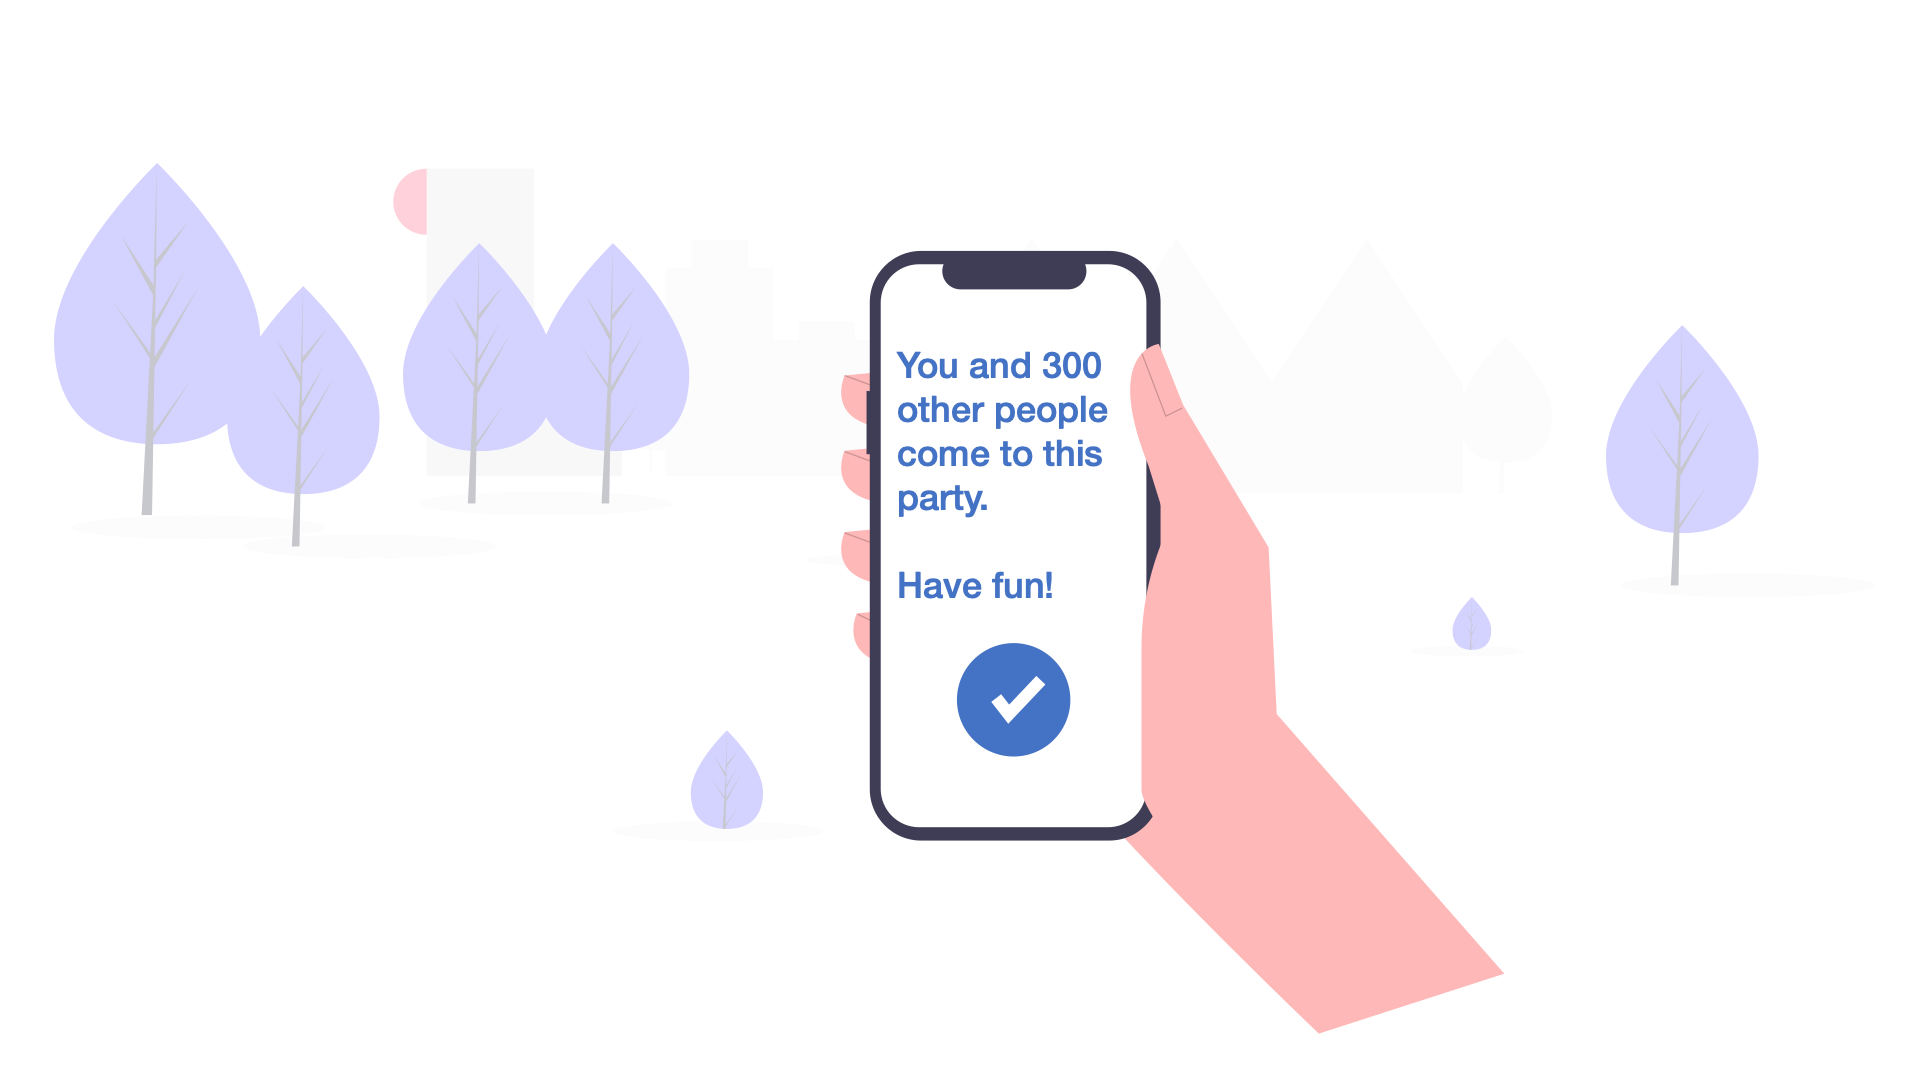 You and 300
other people
come to this
party.
Have fun!